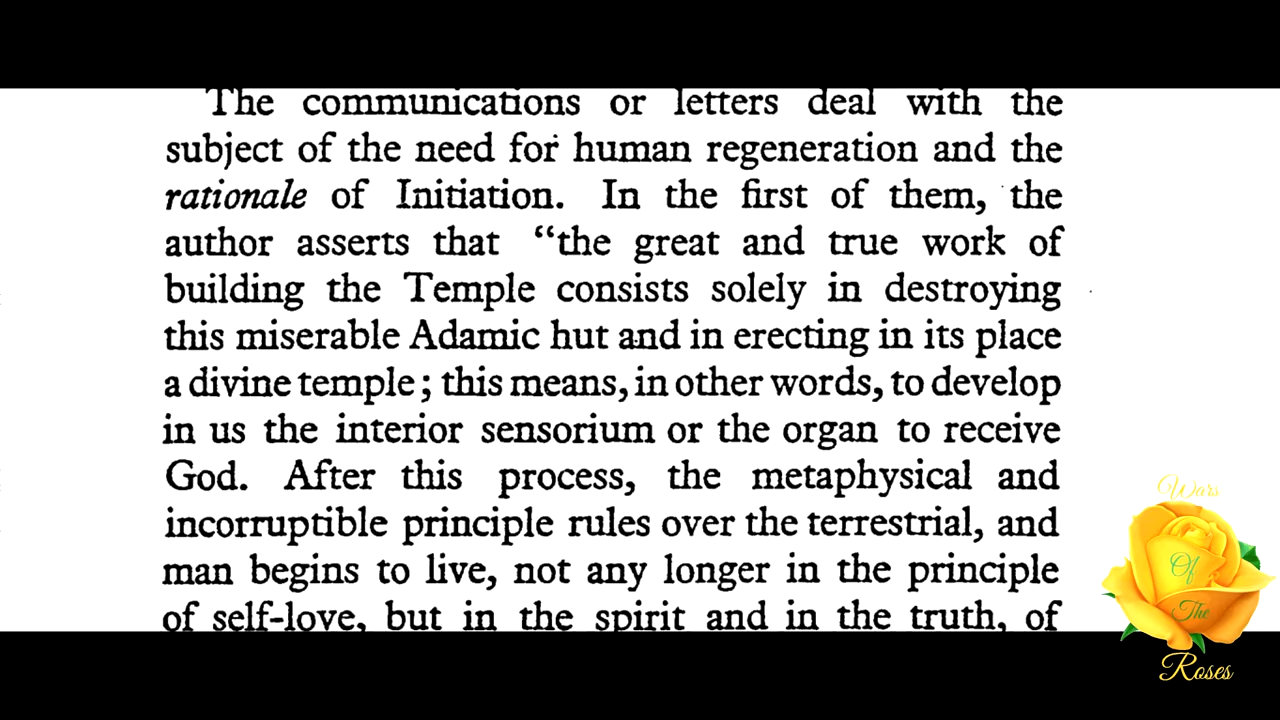 The communications or letters deal with the
subject of the need for human regeneration and the
rationale of Initiation. In the first of them, the
author asserts that “the great and true work of
building the Temple consists solely in destroying
this miserable Adamic hut and in erecting in its place
a divine temple; this means, in other words, to develop
in us the interior sensorium or the organ to receive
God. After this process, the metaphysical and
incorruptible principle rules over the terrestrial, and
man begins to live, not any longer in the principle
of self-love, but in the spirit and in the truth, of
Wars
Of
The
Roses